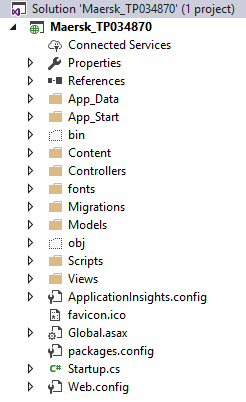 Solution 'Maersk_TP034870' (1 project)
Maersk_TP034870
Connected Services
Properties
References
App_Data
App_Start
bin
Content
Controllers
fonts
Migrations
Models
obj
Scripts
Views
ApplicationInsights.config
favicon.ico
Global.asax
packages.config
C# Startup.cs
Web.config